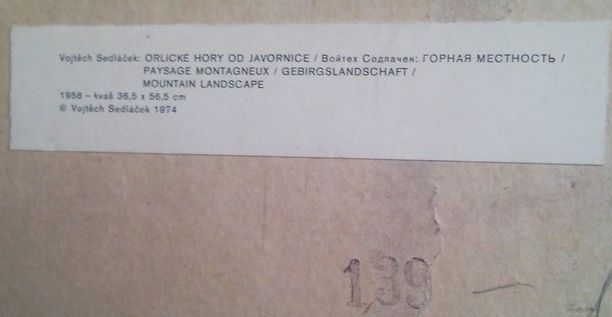 Vojtěch Sedláček: ORLICKÉ HORY OD JAVORNICE / Войтех Содлачек: ГОРНАЯ МЕСТНОСТЬ /
PAYSAGE MONTAGNEUX / GEBIRGSLANDSCHAFT /
MOUNTAIN LANDSCAPE
1958 – kvaš 36,5 x 56,5 cm
© Vojtěch Sedláček 1974
139